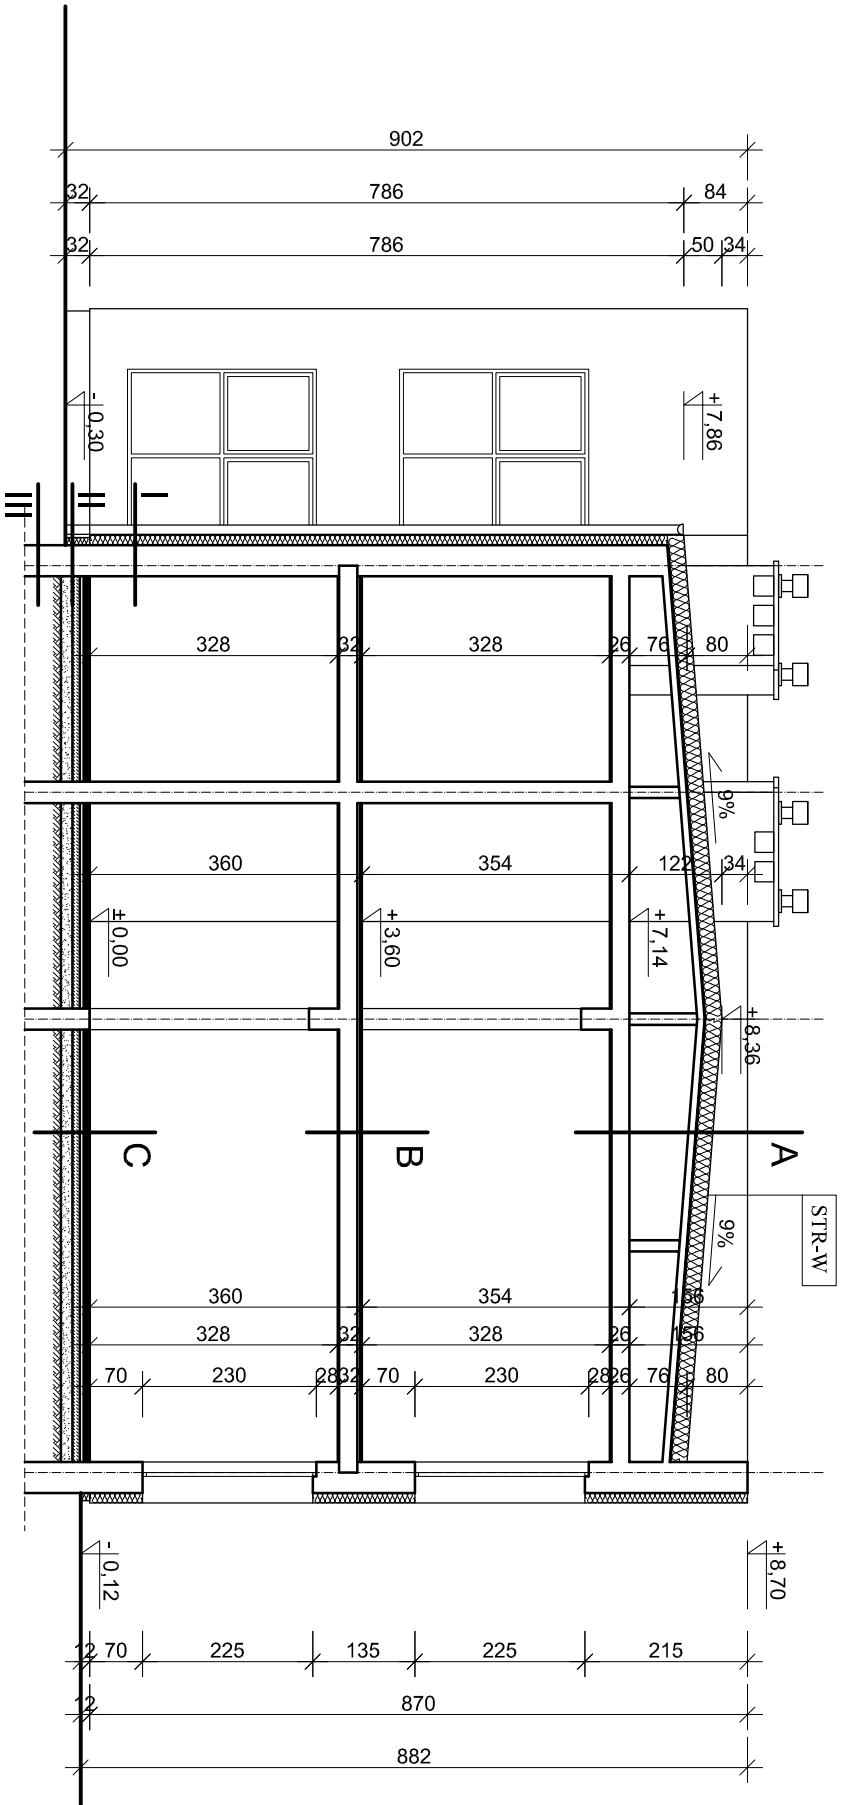 902
32 786 84
32 786 50 34
- 0,30
+ 7,86
I
II
III
328 32 328 26 76 80
9%
360 354 122 34
± 0,00
+ 3,60
+ 7,14
+ 8,36
C
B
A
STR-W
9%
360 354 156
328 32 328 26 156
70 230 28 32 70 230 28 26 76 80
- 0,12
+ 8,70
12 70 225 135 225 215
12 870
882